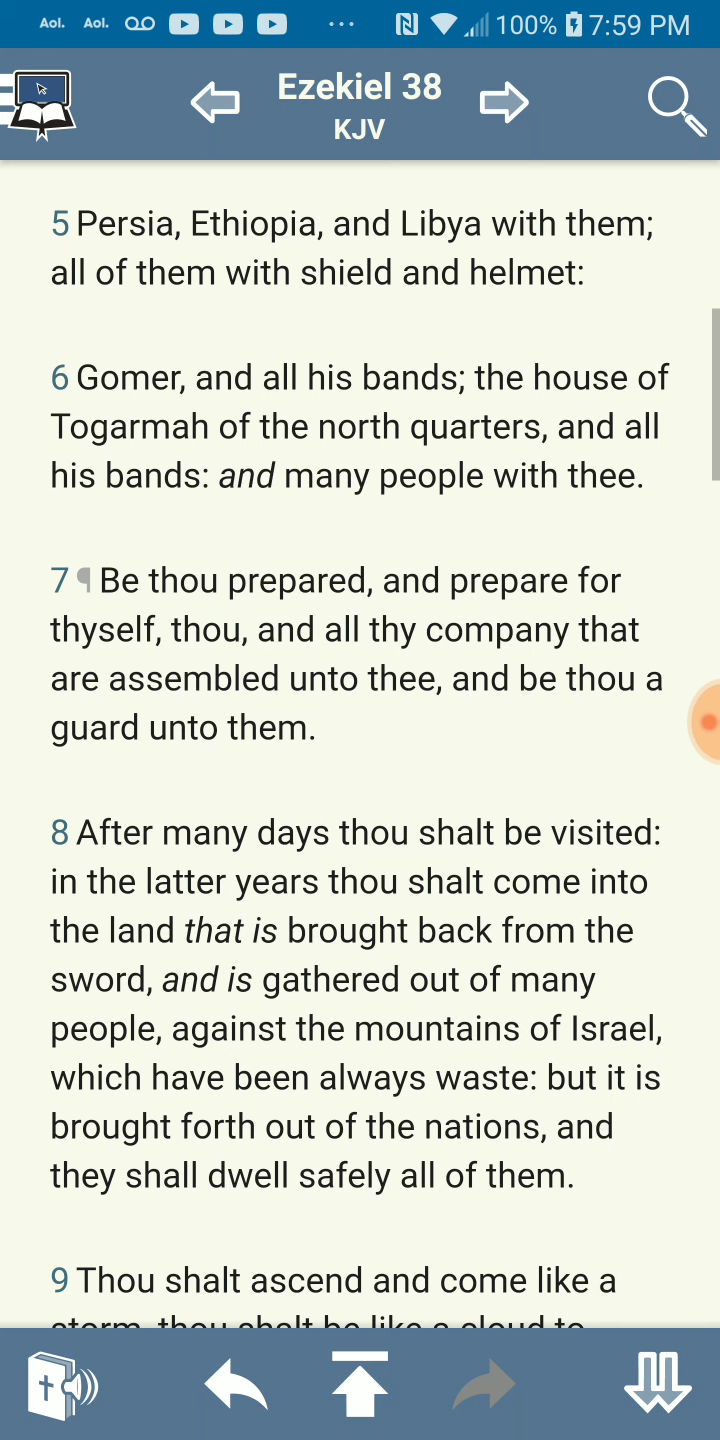 Aol. Aol. 100% 7:59 PM
Ezekiel 38
KJV
5 Persia, Ethiopia, and Libya with them;
all of them with shield and helmet:
6 Gomer, and all his bands; the house of
Togarmah of the north quarters, and all
his bands: and many people with thee.
7 ¶ Be thou prepared, and prepare for
thyself, thou, and all thy company that
are assembled unto thee, and be thou a
guard unto them.
8 After many days thou shalt be visited:
in the latter years thou shalt come into
the land that is brought back from the
sword, and is gathered out of many
people, against the mountains of Israel,
which have been always waste: but it is
brought forth out of the nations, and
they shall dwell safely all of them.
9 Thou shalt ascend and come like a
storm, thou shalt be like a cloud to